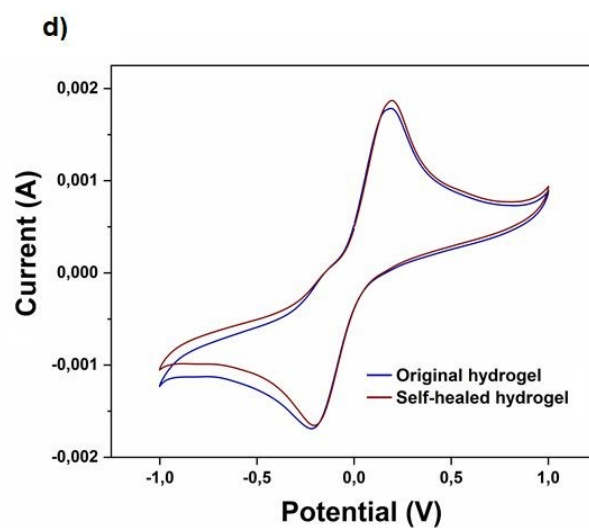 d)
0,002
0,001
0,000
-0,001
-0,002
Current (A)
Original hydrogel
Self-healed hydrogel
-1,0 -0,5 0,0 0,5 1,0
Potential (V)